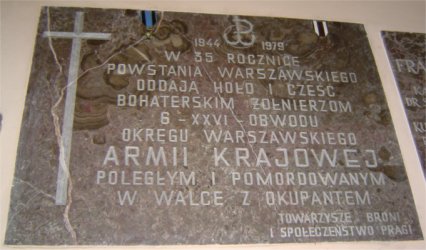 1944 1979
W 35 ROCZNICĘ
POWSTANIA WARSZAWSKIEGO
ODDAJĄ HOŁD I CZEŚĆ
BOHATERSKIM ŻOŁNIERZOM
6-XXVI-OBWODU
OKRĘGU WARSZAWSKIEGO
ARMII KRAJOWEJ
POLEGŁYM I POMORDOWANYM
W WALCE Z OKUPANTEM
TOWARZYSZE BRONI
I SPOŁECZEŃSTWO PRAGI
FRA